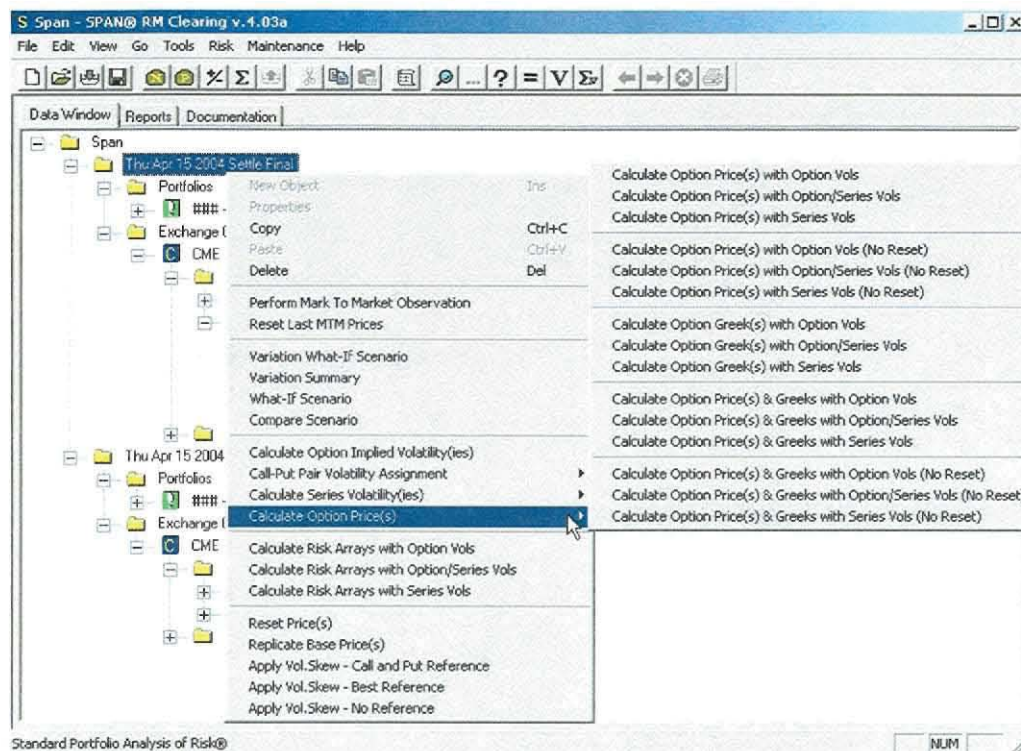 S Span - SPAN® RM Clearing v.4.03a
File Edit View Go Tools Risk Maintenance Help
Data Window Reports Documentation
Span
Thu Apr 15 2004 Settle Final
Portfolios
### -
Exchange
CME
Thu Apr 15 2004
Portfolios
### -
Exchange
CME
New Object Ins
Properties
Copy Ctrl+C
Paste Ctrl+V
Delete Del
Perform Mark To Market Observation
Reset Last MTM Prices
Variation What-If Scenario
Variation Summary
What-If Scenario
Compare Scenario
Calculate Option Implied Volatility(ies)
Call-Put Pair Volatility Assignment
Calculate Series Volatility(ies)
Calculate Option Price(s)
Calculate Risk Arrays with Option Vols
Calculate Risk Arrays with Option/Series Vols
Calculate Risk Arrays with Series Vols
Reset Price(s)
Replicate Base Price(s)
Apply Vol.Skew - Call and Put Reference
Apply Vol.Skew - Best Reference
Apply Vol.Skew - No Reference
Calculate Option Price(s) with Option Vols
Calculate Option Price(s) with Option/Series Vols
Calculate Option Price(s) with Series Vols
Calculate Option Price(s) with Option Vols (No Reset)
Calculate Option Price(s) with Option/Series Vols (No Reset)
Calculate Option Price(s) with Series Vols (No Reset)
Calculate Option Greek(s) with Option Vols
Calculate Option Greek(s) with Option/Series Vols
Calculate Option Greek(s) with Series Vols
Calculate Option Price(s) & Greeks with Option Vols
Calculate Option Price(s) & Greeks with Option/Series Vols
Calculate Option Price(s) & Greeks with Series Vols
Calculate Option Price(s) & Greeks with Option Vols (No Reset)
Calculate Option Price(s) & Greeks with Option/Series Vols (No Reset
Calculate Option Price(s) & Greeks with Series Vols (No Reset)
Standard Portfolio Analysis of Risk® NUM